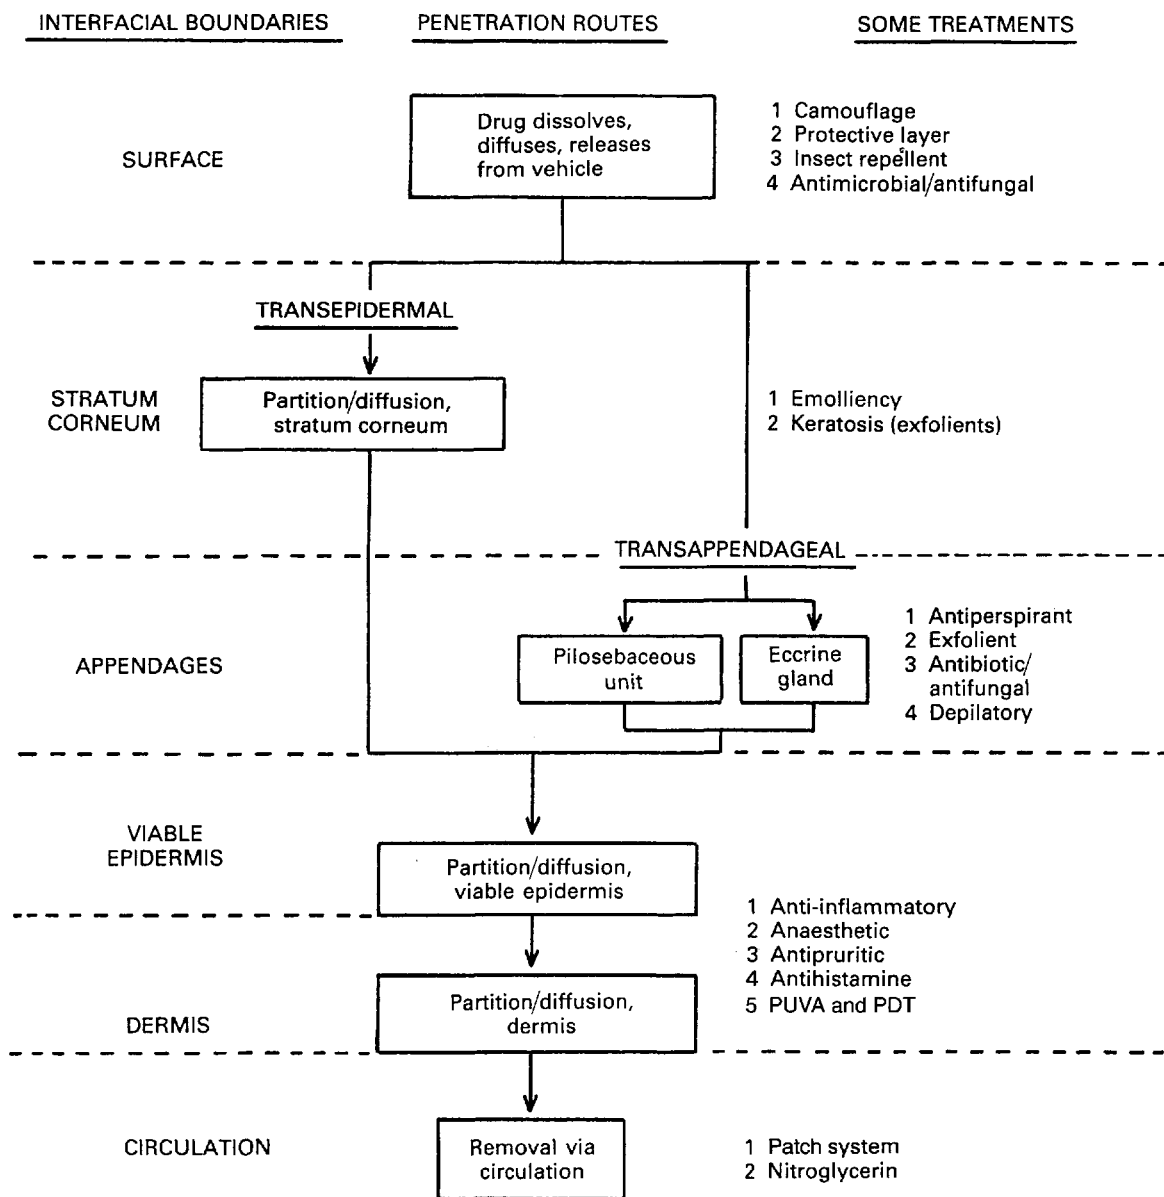 INTERFACIAL BOUNDARIES
PENETRATION ROUTES
SOME TREATMENTS
SURFACE
Drug dissolves,
diffuses, releases
from vehicle
1 Camouflage
2 Protective layer
3 Insect repellent
4 Antimicrobial/antifungal
TRANSEPIDERMAL
STRATUM
CORNEUM
Partition/diffusion,
stratum corneum
1 Emolliency
2 Keratosis (exfolients)
TRANSAPPENDAGEAL
APPENDAGES
Pilosebaceous
unit
Eccrine
gland
1 Antiperspirant
2 Exfolient
3 Antibiotic/
antifungal
4 Depilatory
VIABLE
EPIDERMIS
Partition/diffusion,
viable epidermis
1 Anti-inflammatory
2 Anaesthetic
3 Antipruritic
4 Antihistamine
5 PUVA and PDT
DERMIS
Partition/diffusion,
dermis
CIRCULATION
Removal via
circulation
1 Patch system
2 Nitroglycerin